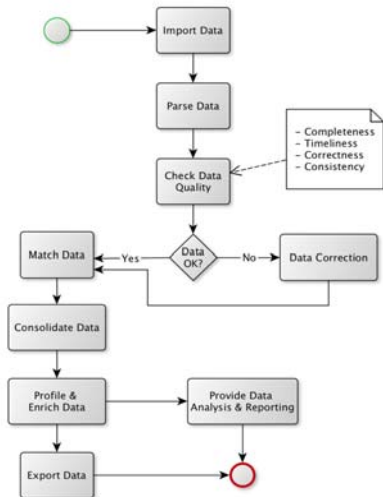 Import Data
Parse Data
- Completeness
- Timeliness
- Correctness
- Consistency
Check Data
Quality
Match Data
Yes
Data
OK?
No
Data Correction
Consolidate Data
Profile &
Enrich Data
Provide Data
Analysis & Reporting
Export Data